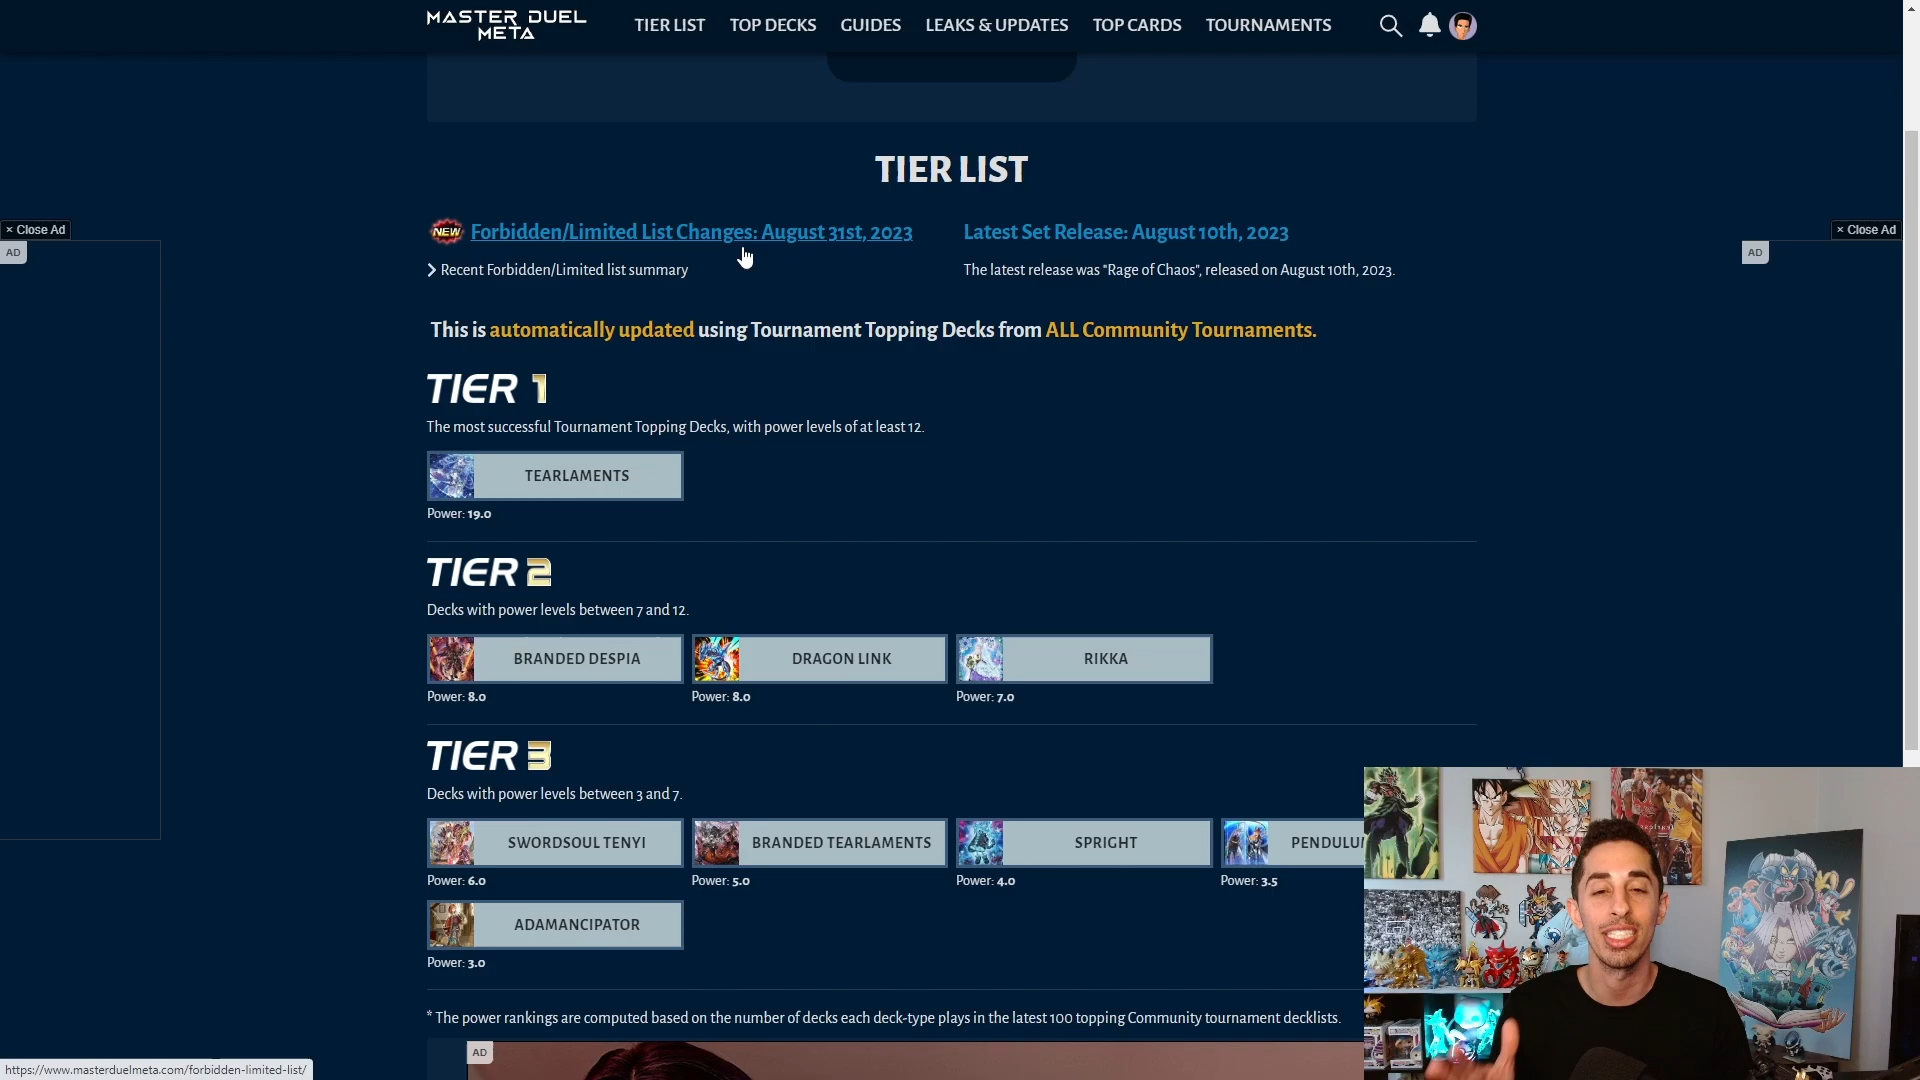 MASTER DUEL
META
TIER LIST
TOP DECKS
GUIDES
LEAKS & UPDATES
TOP CARDS
TOURNAMENTS
TIER LIST
× Close Ad
AD
NEW
Forbidden/Limited List Changes: August 31st, 2023
Latest Set Release: August 10th, 2023
× Close Ad
AD
Recent Forbidden/Limited list summary
The latest release was "Rage of Chaos", released on August 10th, 2023.
This is automatically updated using Tournament Topping Decks from ALL Community Tournaments.
TIER 1
The most successful Tournament Topping Decks, with power levels of at least 12.
TEARLAMENTS
Power: 19.0
TIER 2
Decks with power levels between 7 and 12.
BRANDED DESPIA
DRAGON LINK
RIKKA
Power: 8.0
Power: 8.0
Power: 7.0
TIER 3
Decks with power levels between 3 and 7.
SWORDSOUL TENYI
BRANDED TEARLAMENTS
SPRIGHT
Power: 6.0
Power: 5.0
Power: 4.0
Power: 3.5
ADAMANCIPATOR
Power: 3.0
* The power rankings are computed based on the number of decks each deck-type plays in the latest 100 topping Community tournament decklists.
AD
https://www.masterduelmeta.com/forbidden-limited-list/